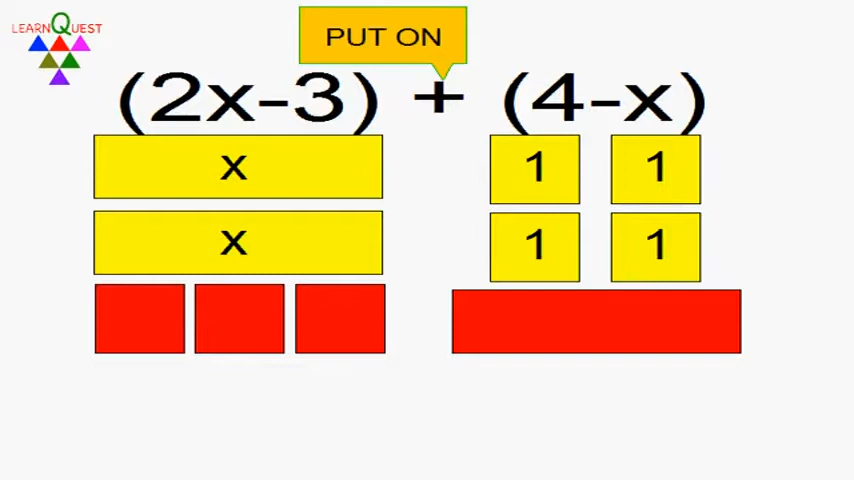 LEARNQUEST
PUT ON
(2x-3) + (4-x)
x
1 1
x
1 1